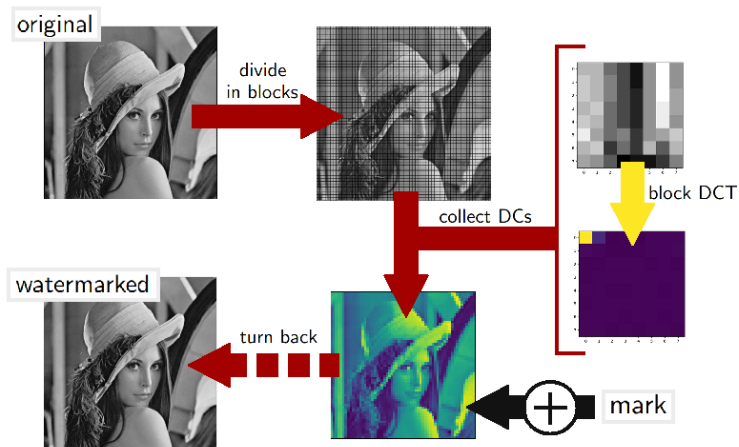 original
divide
in blocks
collect DCs
block DCT
watermarked
turn back
mark